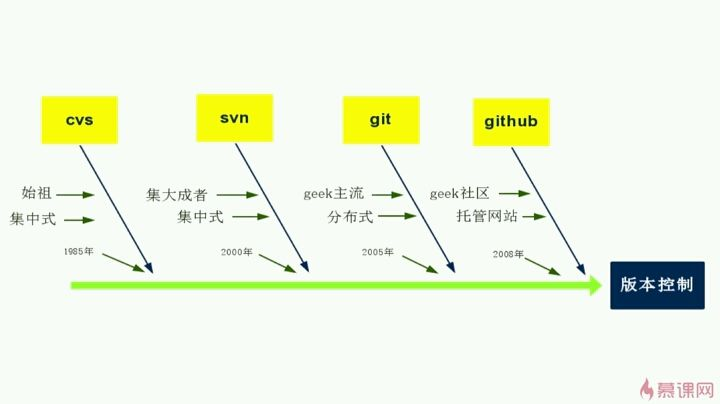 cvs
svn
git
github
始祖
集中式
1985年
集大成者
集中式
2000年
geek主流
分布式
2005年
geek社区
托管网站
2008年
版本控制
慕课网